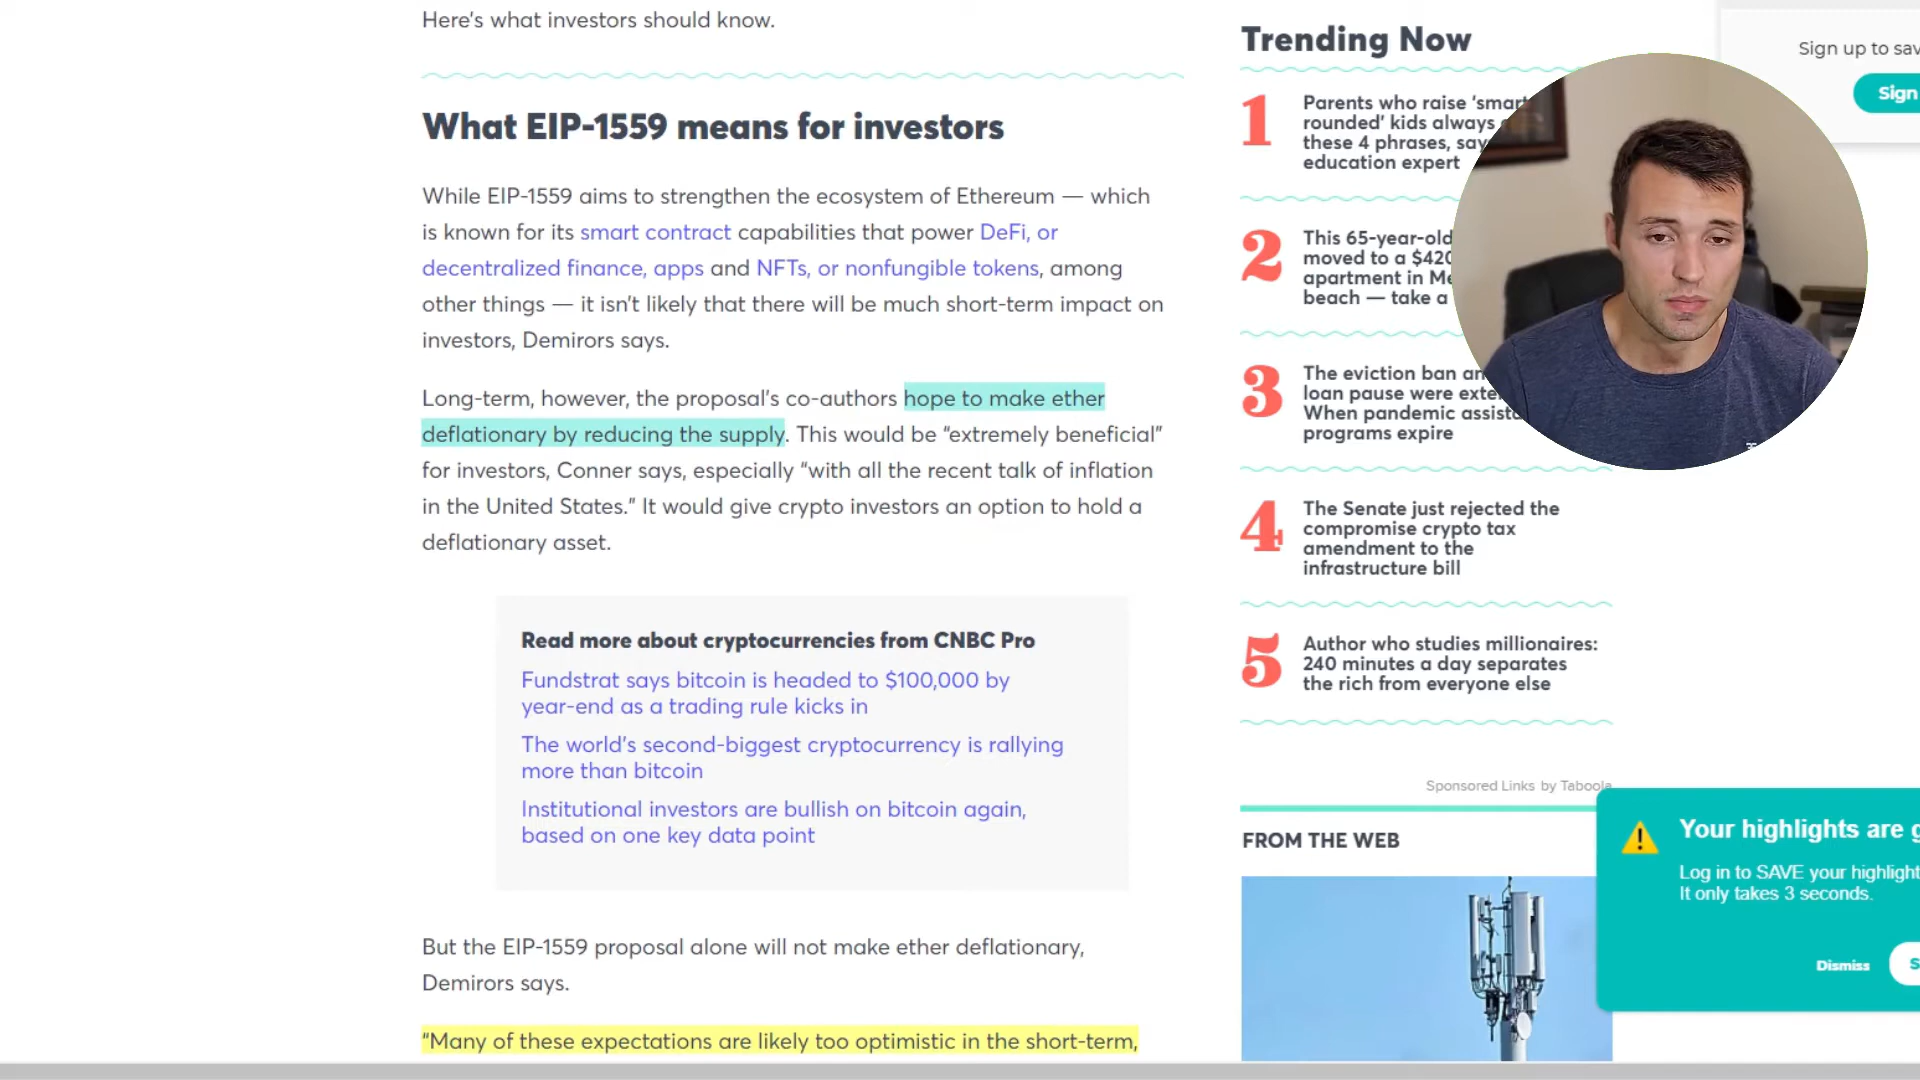 Here's what investors should know.
What EIP-1559 means for investors
While EIP-1559 aims to strengthen the ecosystem of Ethereum — which
is known for its smart contract capabilities that power DeFi, or
decentralized finance, apps and NFTs, or nonfungible tokens, among
other things — it isn't likely that there will be much short-term impact on
investors, Demirors says.
Long-term, however, the proposal's co-authors hope to make ether
deflationary by reducing the supply. This would be “extremely beneficial”
for investors, Conner says, especially “with all the recent talk of inflation
in the United States.” It would give crypto investors an option to hold a
deflationary asset.
Read more about cryptocurrencies from CNBC Pro
Fundstrat says bitcoin is headed to $100,000 by
year-end as a trading rule kicks in
The world's second-biggest cryptocurrency is rallying
more than bitcoin
Institutional investors are bullish on bitcoin again,
based on one key data point
But the EIP-1559 proposal alone will not make ether deflationary,
Demirors says.
“Many of these expectations are likely too optimistic in the short-term,
Trending Now
1
Parents who raise ‘smart
rounded’ kids always
these 4 phrases, say
education expert
2
This 65-year-old
moved to a $420
apartment in
beach — take a
3
The eviction ban
loan pause were
When pandemic
programs expire
4
The Senate just rejected the
compromise crypto tax
amendment to the
infrastructure bill
5
Author who studies millionaires:
240 minutes a day separates
the rich from everyone else
Sponsored Links by Taboola
FROM THE WEB
Sign up to
Sign
Your highlights are
Log in to SAVE your
It only takes 3 seconds.
Dismiss